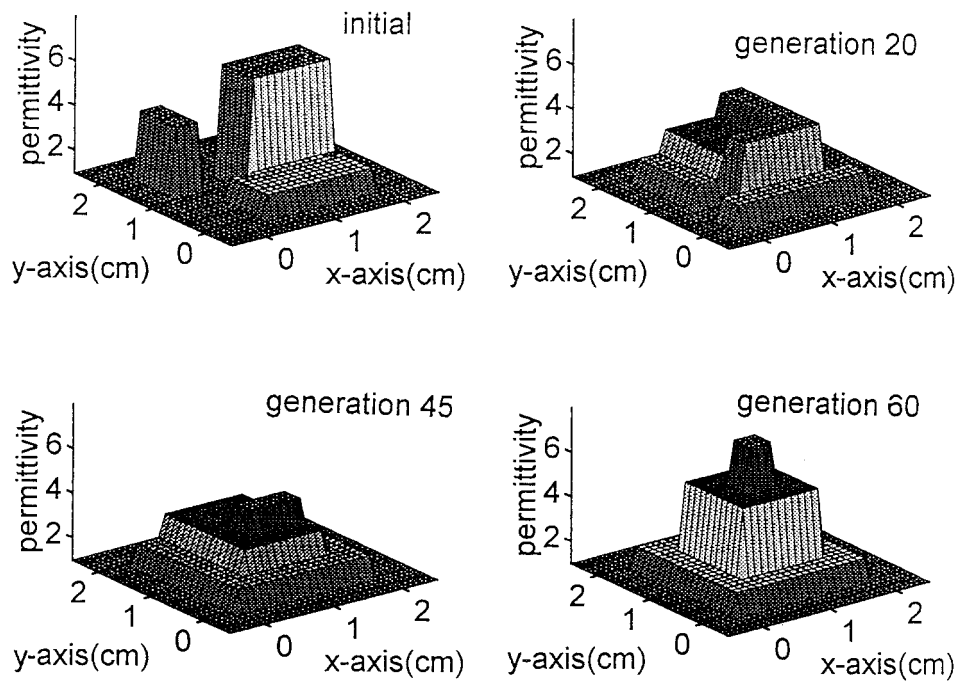 initial
permittivity
6
4
2
2
1
0
y-axis(cm)
0
1
2
x-axis(cm)
generation 20
permittivity
6
4
2
2
1
0
y-axis(cm)
0
1
2
x-axis(cm)
generation 45
permittivity
6
4
2
2
1
0
y-axis(cm)
0
1
2
x-axis(cm)
generation 60
permittivity
6
4
2
2
1
0
y-axis(cm)
0
1
2
x-axis(cm)